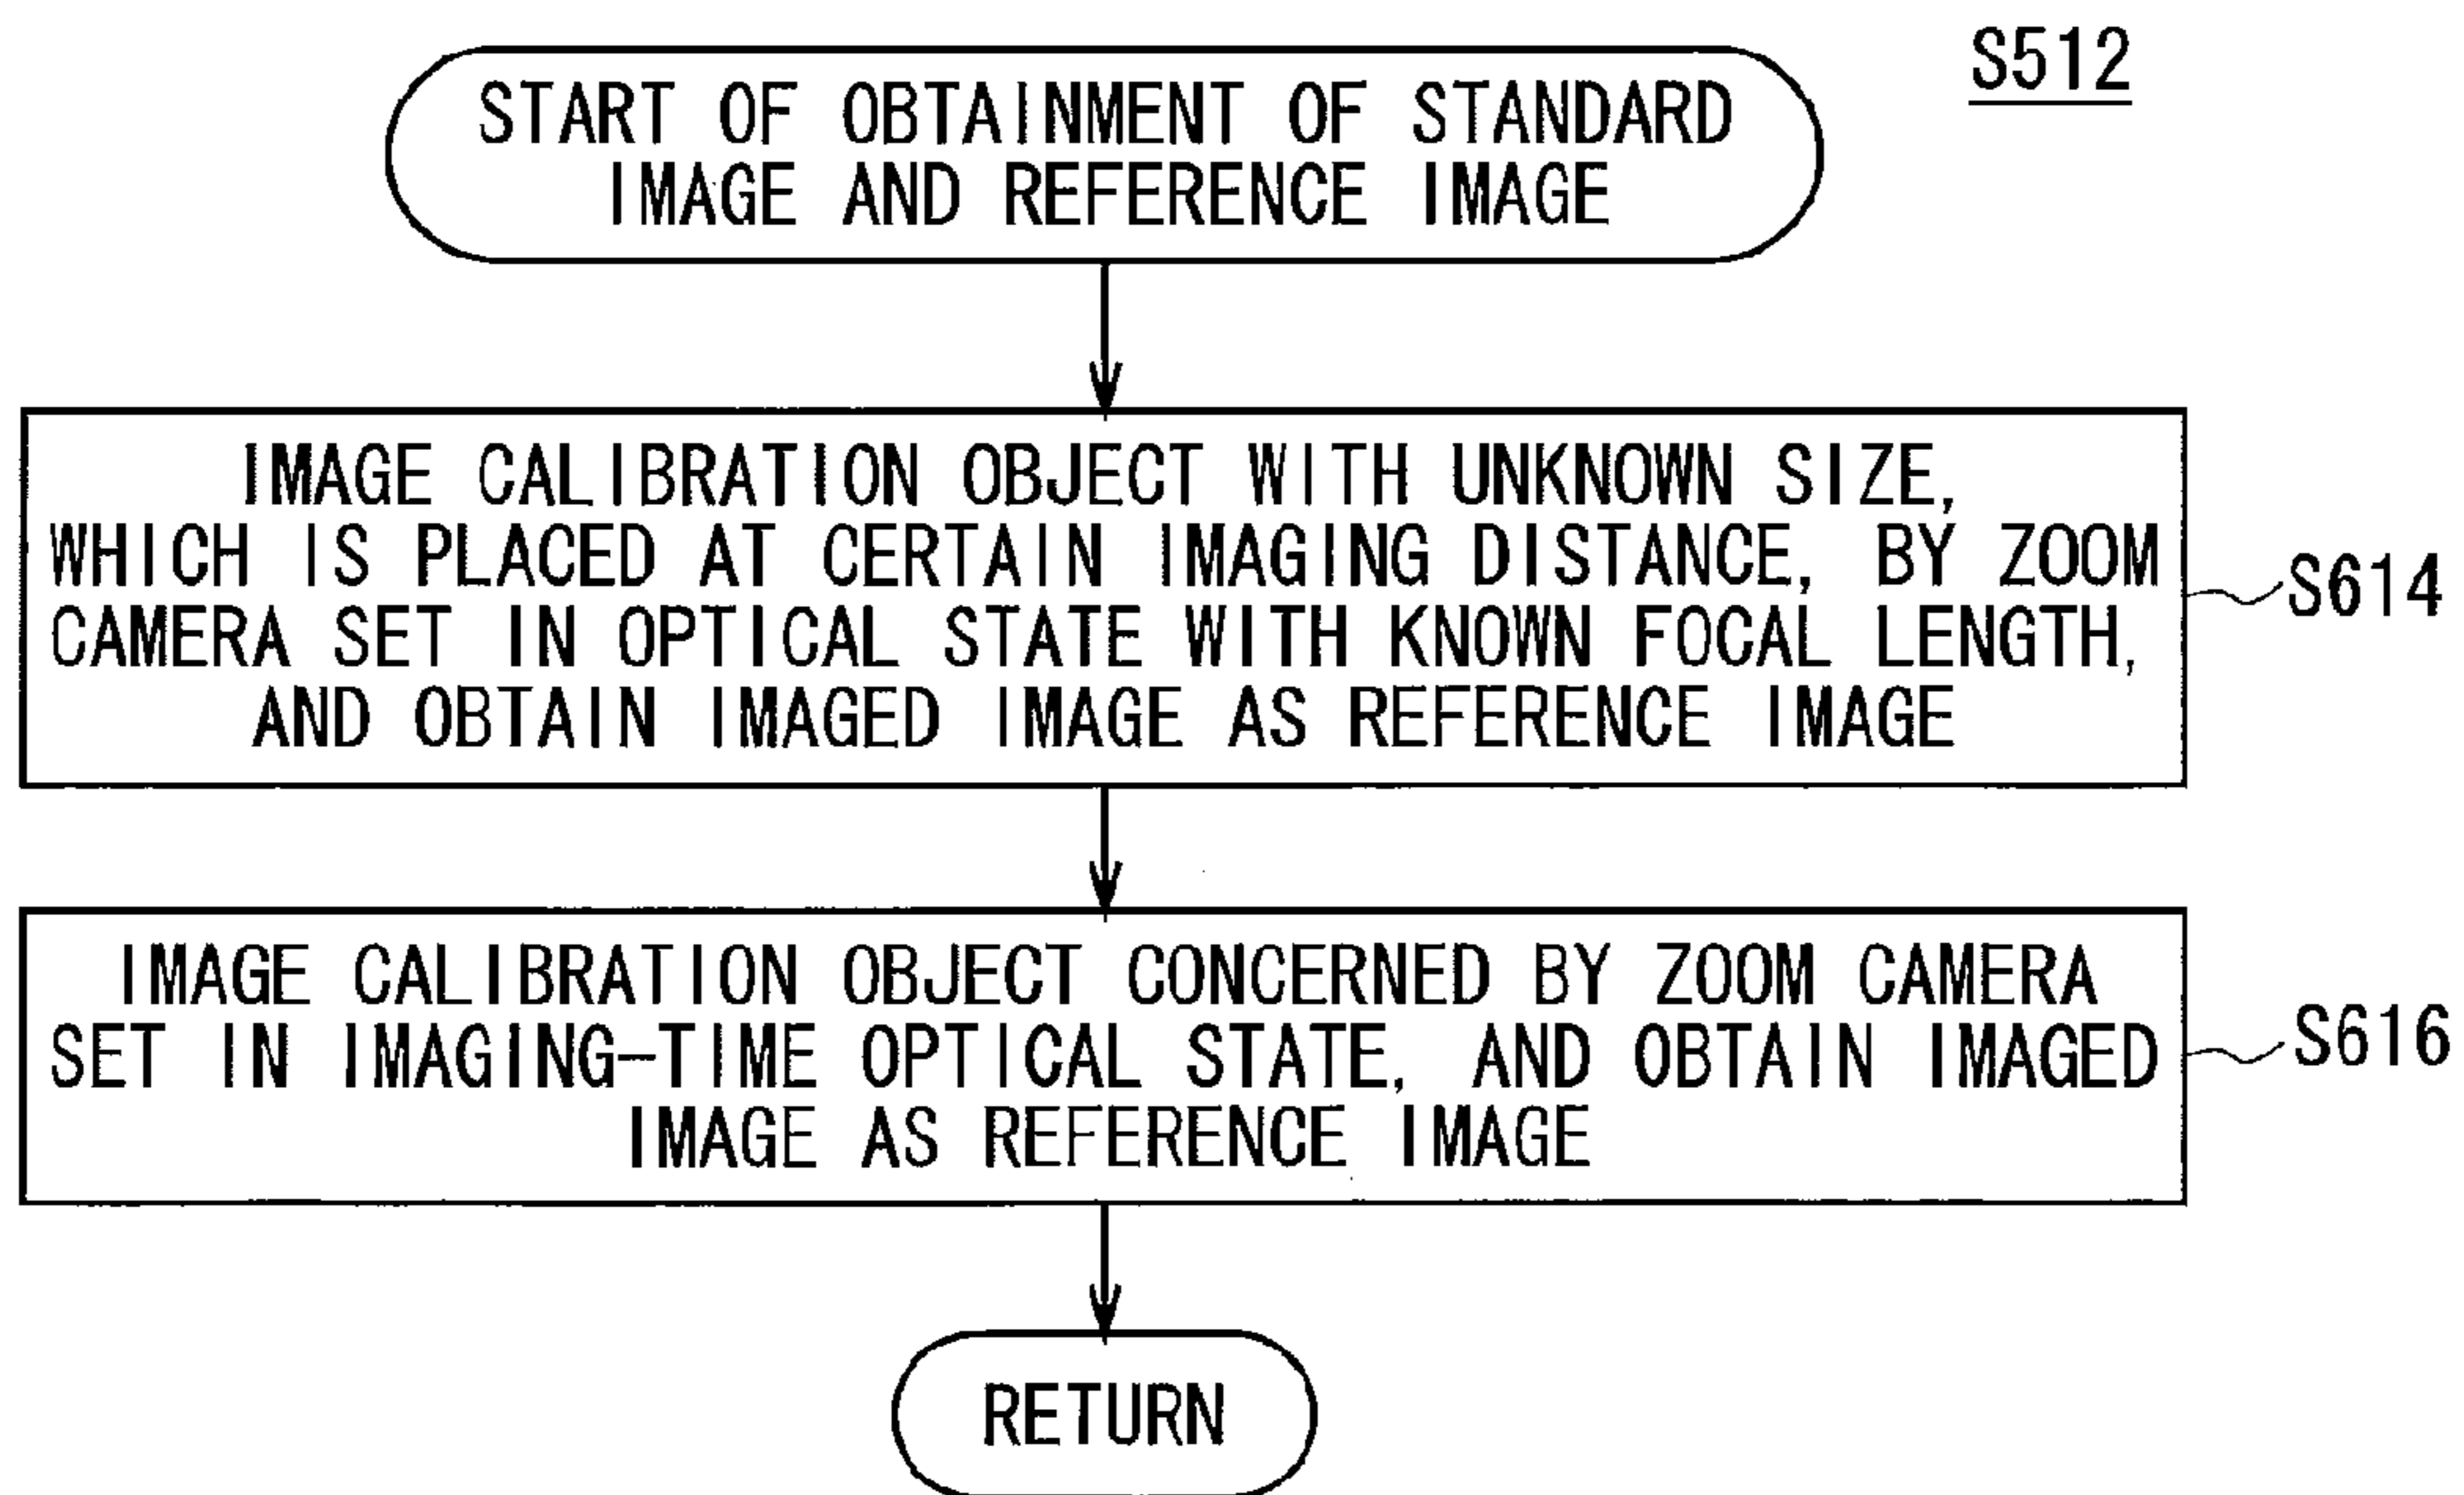 S512
START OF OBTAINMENT OF STANDARD
IMAGE AND REFERENCE IMAGE
IMAGE CALIBRATION OBJECT WITH UNKNOWN SIZE,
WHICH IS PLACED AT CERTAIN IMAGING DISTANCE, BY ZOOM
CAMERA SET IN OPTICAL STATE WITH KNOWN FOCAL LENGTH,
AND OBTAIN IMAGED IMAGE AS REFERENCE IMAGE
S614
IMAGE CALIBRATION OBJECT CONCERNED BY ZOOM CAMERA
SET IN IMAGING-TIME OPTICAL STATE, AND OBTAIN IMAGED
IMAGE AS REFERENCE IMAGE
S616
RETURN